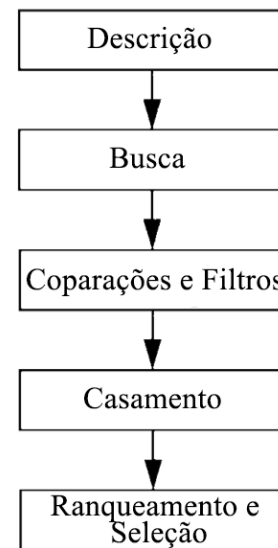 Descrição
Busca
Coparações e Filtros
Casamento
Ranqueamento e
Seleção